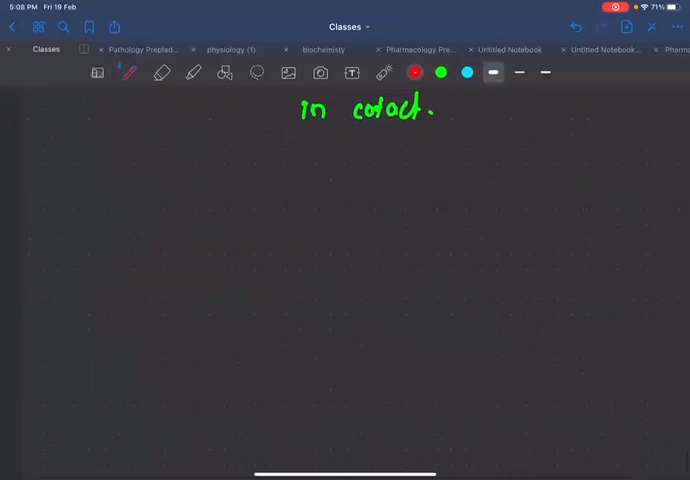 5:08 PM Fri 19 Feb
71%
Classes
Classes
Pathology Preplad...
physiology (1)
biochemisty
Pharmacology Pre...
Untitled Notebook
Untitled Notebook...
Pharma
T
in cotact.